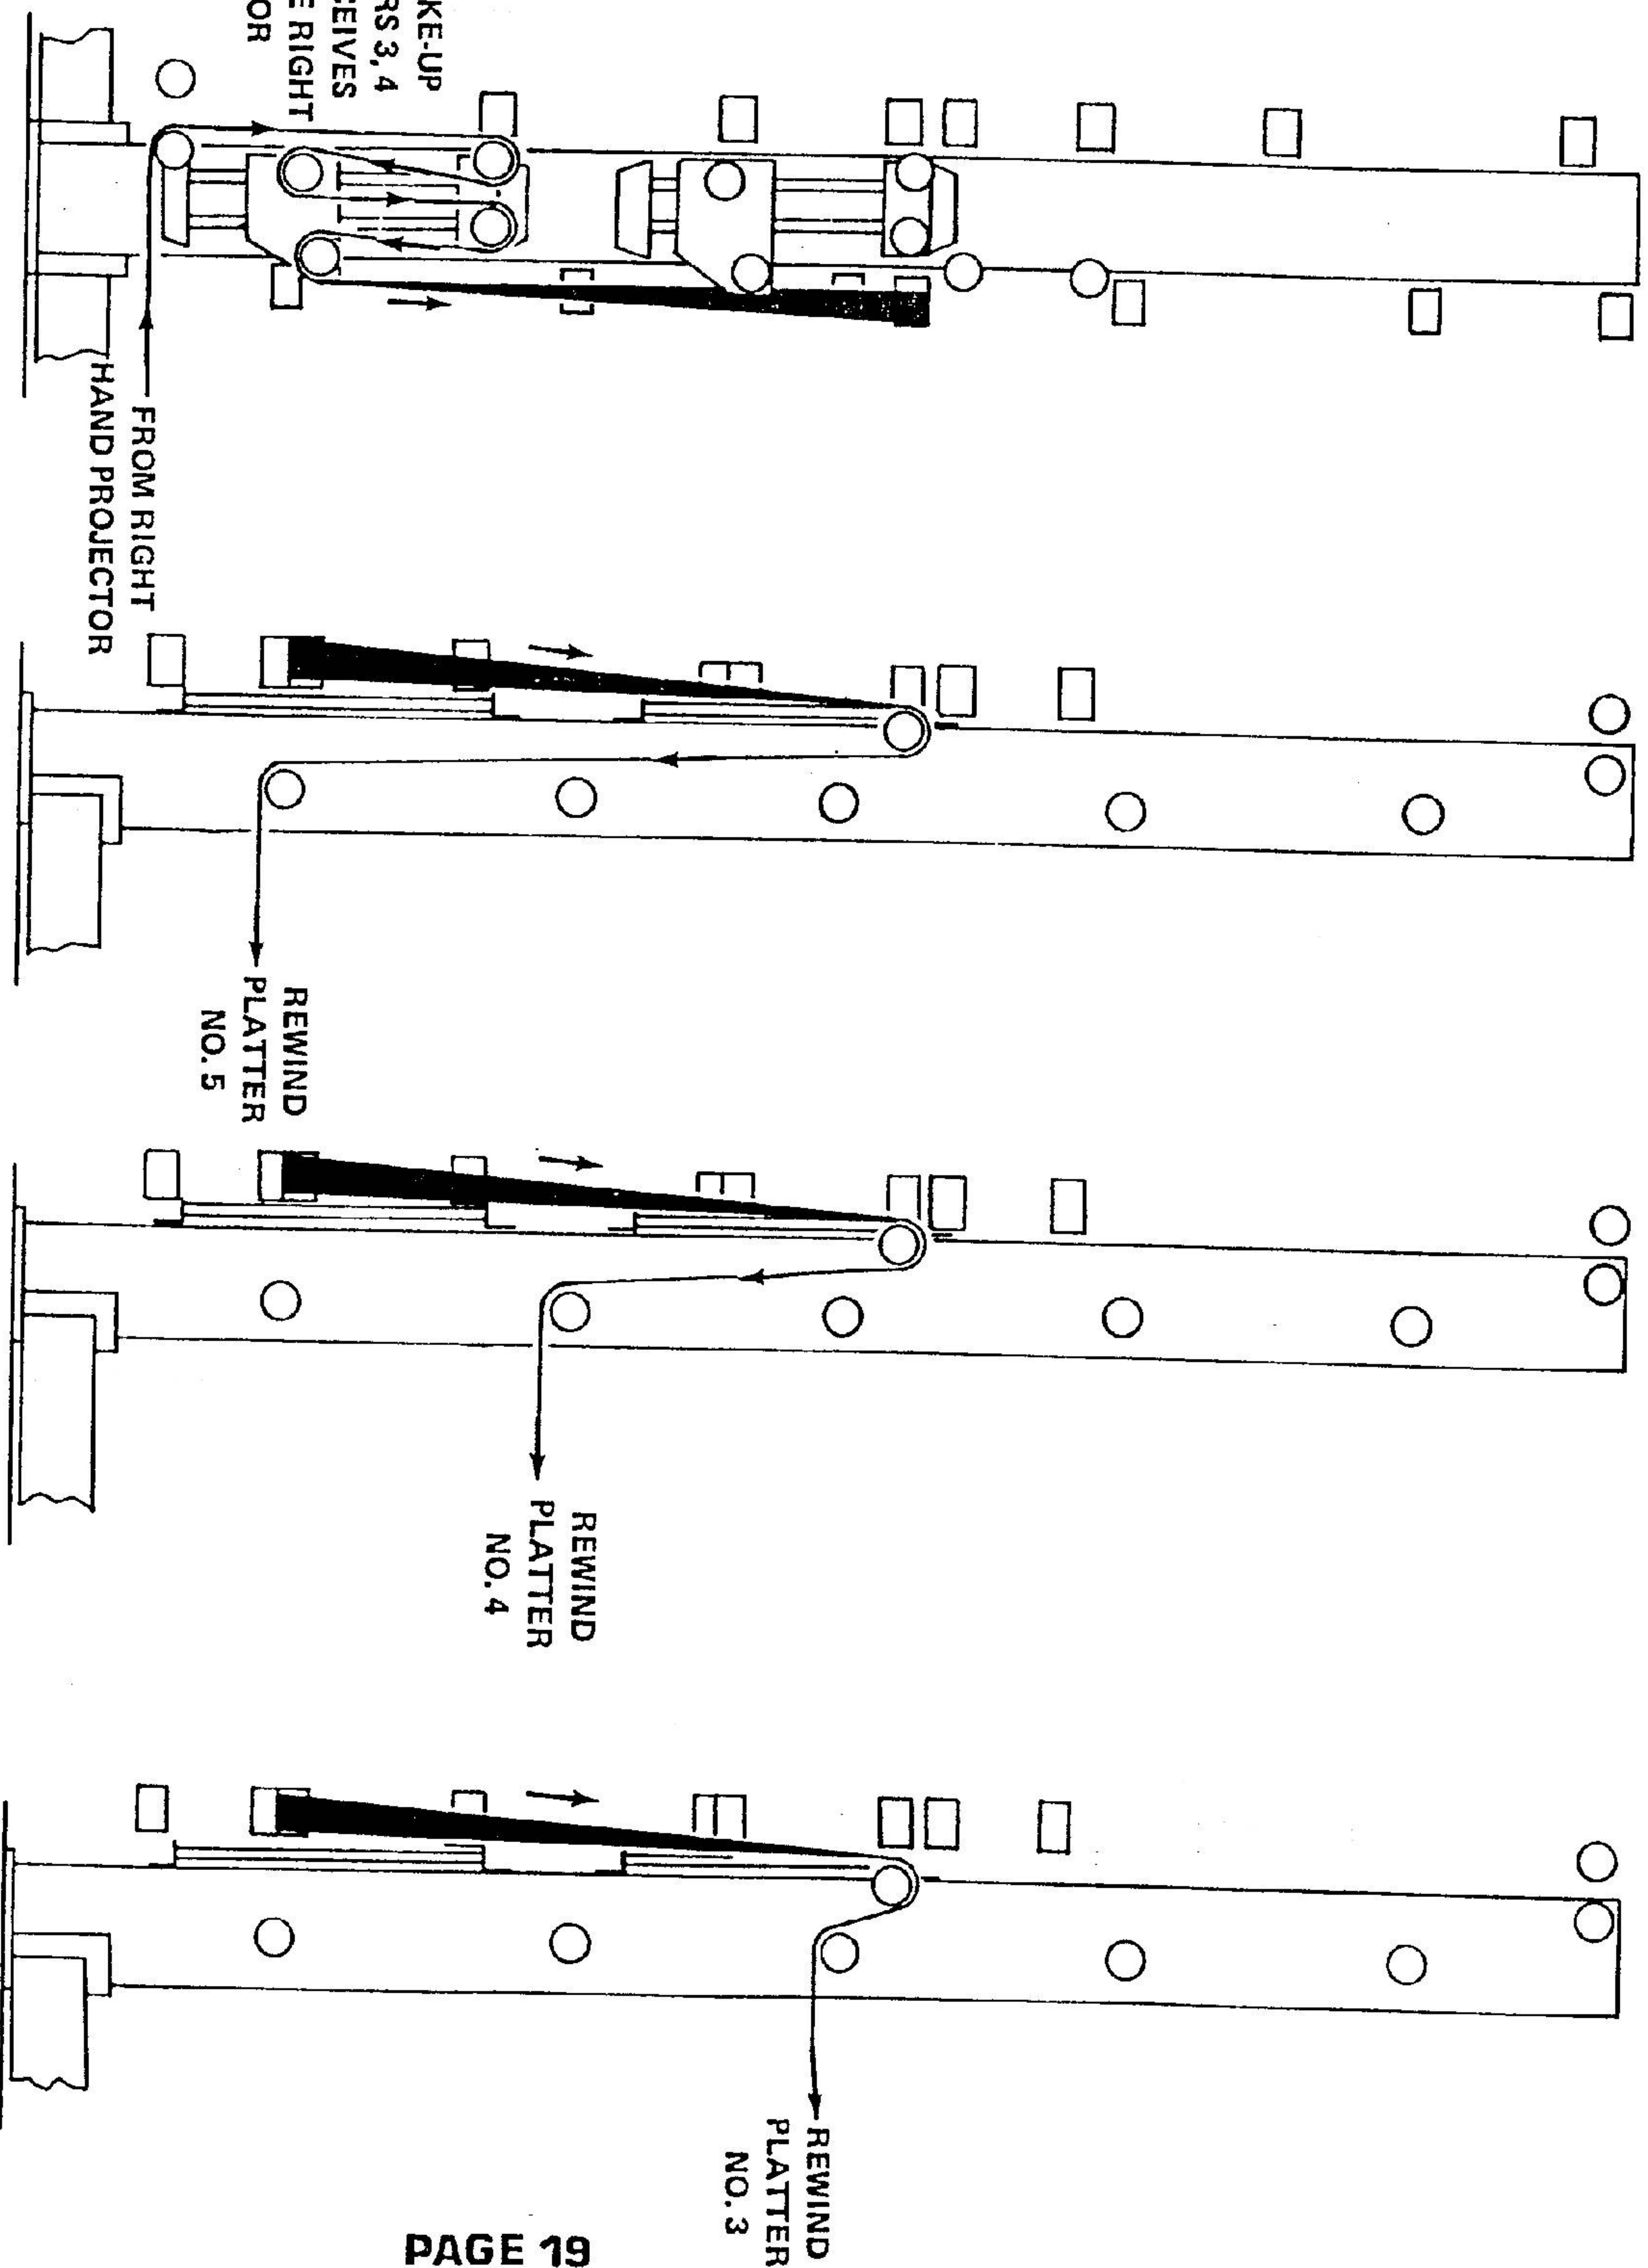 KE-UP
RS 3, 4
CEIVES
E RIGHT
OR
FROM RIGHT
HAND PROJECTOR
REWIND
PLATTER
NO. 5
REWIND
PLATTER
NO. 4
REWIND
PLATTER
NO. 3
PAGE 19